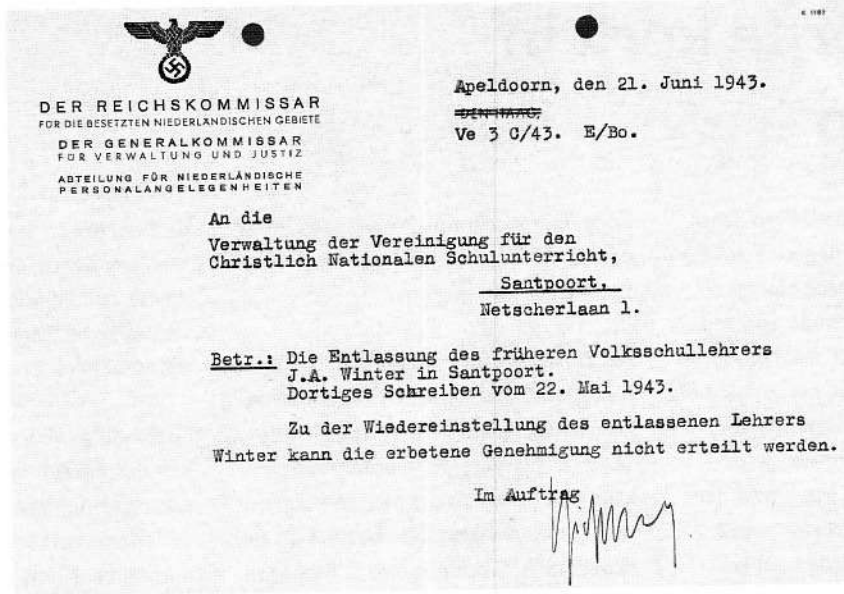 DER REICHSKOMMISSAR
FÜR DIE BESETZTEN NIEDERLÄNDISCHEN GEBIETE
DER GENERALKOMMISSAR
FÜR VERWALTUNG UND JUSTIZ
ABTEILUNG FÜR NIEDERLÄNDISCHE
PERSONALANGELEGENHEITEN
Apeldoorn, den 21. Juni 1943.
DEN HAAG,
Ve 3 C/43. E/Bo.
An die
Verwaltung der Vereinigung für den
Christlich Nationalen Schulunterricht,
Santpoort,
Netscherlaan 1.
Betr.: Die Entlassung des früheren Volksschullehrers
J.A. Winter in Santpoort.
Dortiges Schreiben vom 22. Mai 1943.
Zu der Wiedereinstellung des entlassenen Lehrers
Winter kann die erbetene Genehmigung nicht erteilt werden.
Im Auftrag